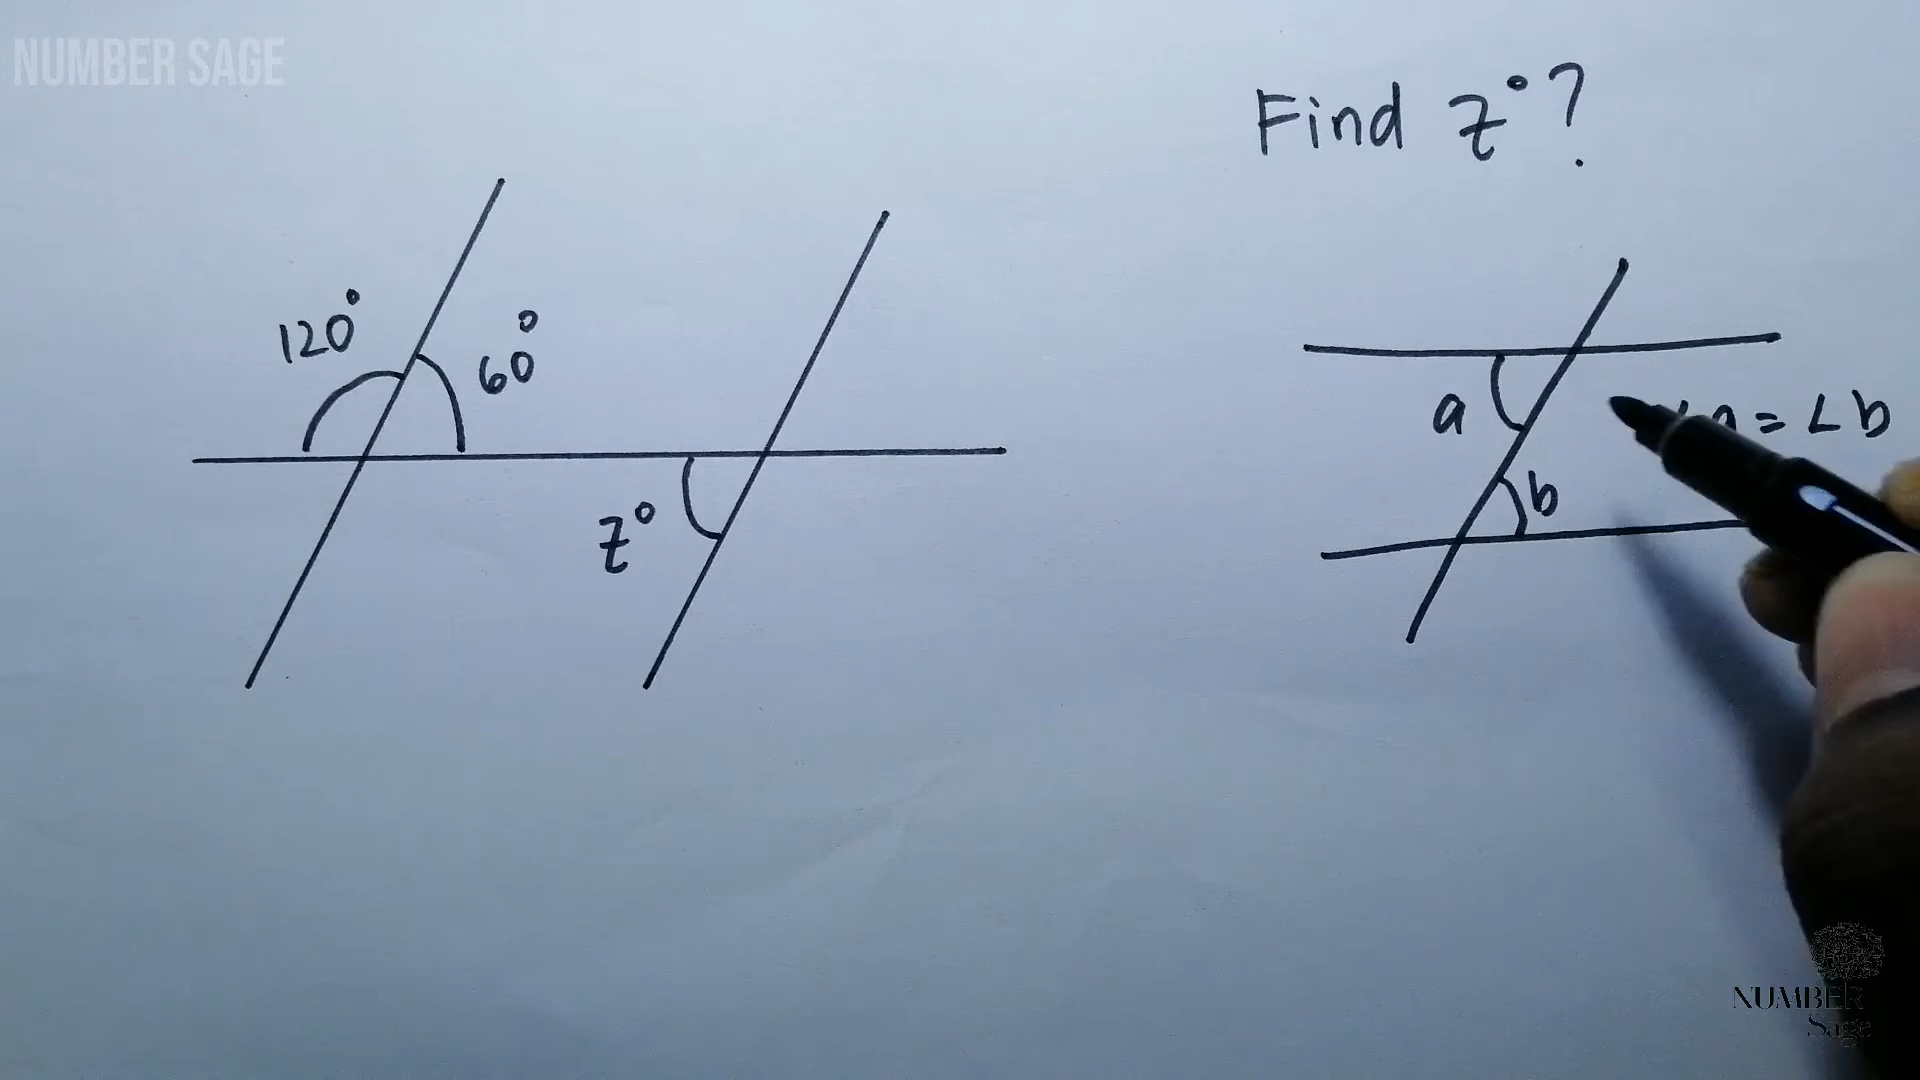 NUMBER SAGE
Find z°?
120°
60°
z°
a
= ∠b
b
NUMBER
Sage